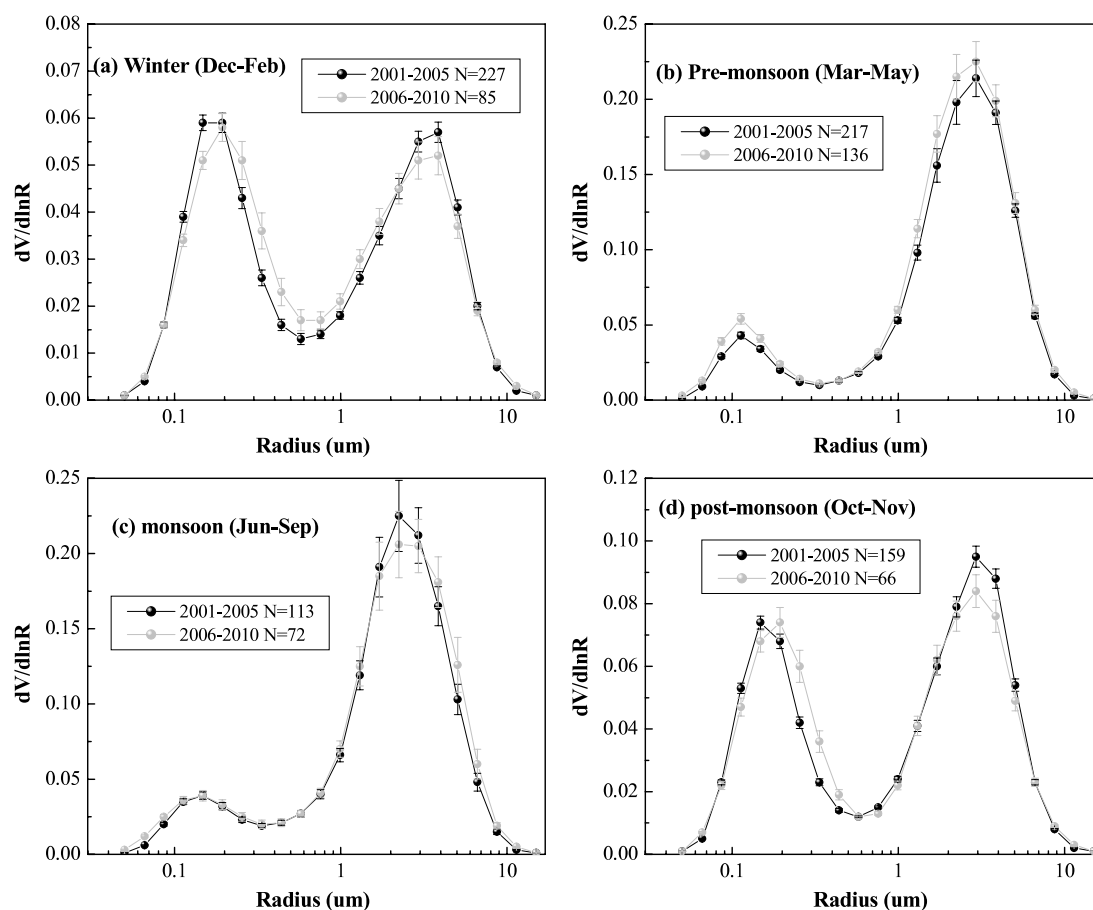 0.08
0.07
0.06
0.05
0.04
0.03
0.02
0.01
0.00
dV/dlnR
(a) Winter (Dec-Feb)
2001-2005 N=227
2006-2010 N=85
0.1
1
10
Radius (um)
0.25
0.20
0.15
0.10
0.05
0.00
dV/dlnR
(b) Pre-monsoon (Mar-May)
2001-2005 N=217
2006-2010 N=136
0.1
1
10
Radius (um)
0.25
0.20
0.15
0.10
0.05
0.00
dV/dlnR
(c) monsoon (Jun-Sep)
2001-2005 N=113
2006-2010 N=72
0.1
1
10
Radius (um)
0.12
0.10
0.08
0.06
0.04
0.02
0.00
dV/dlnR
(d) post-monsoon (Oct-Nov)
2001-2005 N=159
2006-2010 N=66
0.1
1
10
Radius (um)